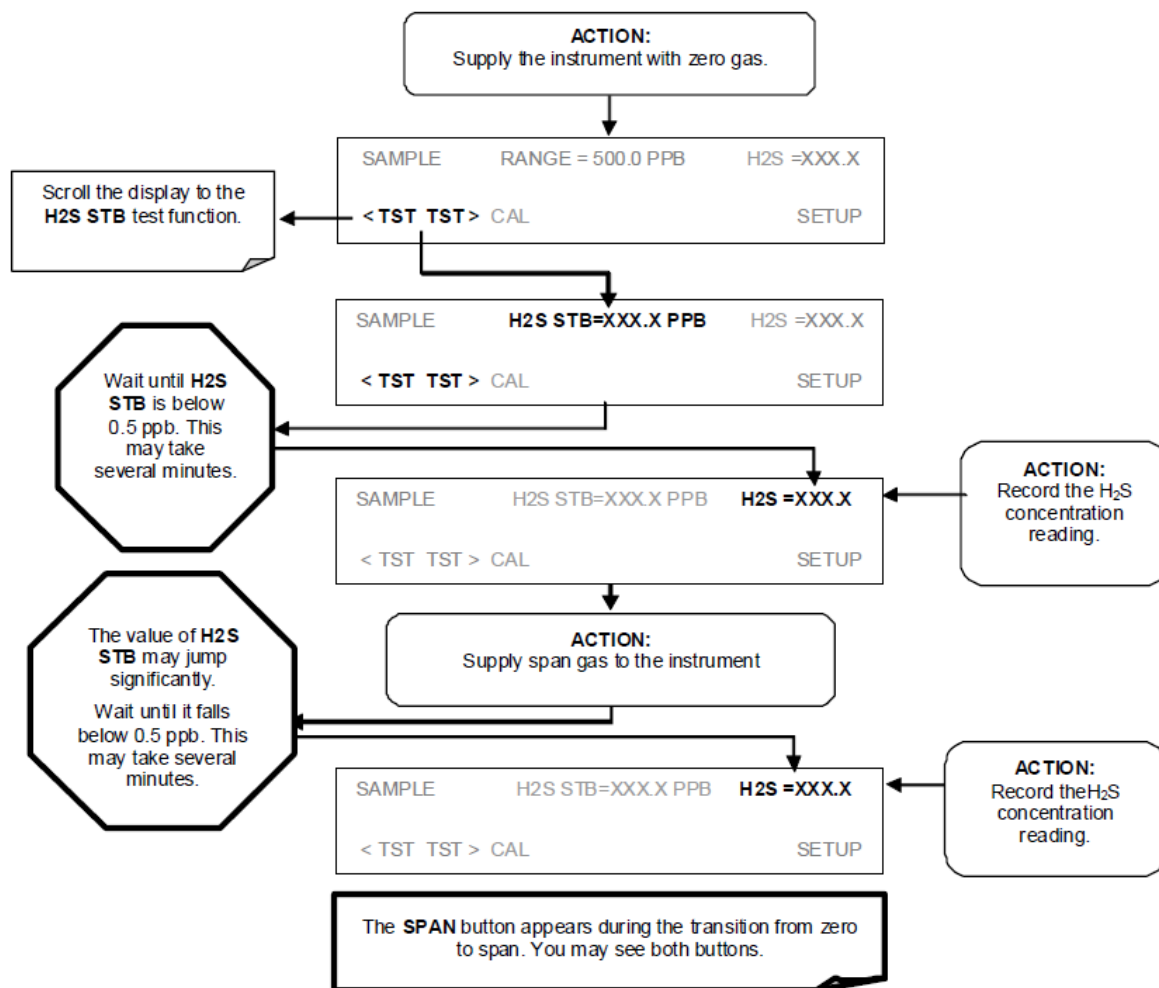 ACTION:
Supply the instrument with zero gas.
SAMPLE RANGE = 500.0 PPB H2S =XXX.X
< TST TST > CAL SETUP
Scroll the display to the
H2S STB test function.
SAMPLE H2S STB=XXX.X PPB H2S =XXX.X
< TST TST > CAL SETUP
Wait until H2S
STB is below
0.5 ppb. This
may take
several minutes.
SAMPLE H2S STB=XXX.X PPB H2S =XXX.X
< TST TST > CAL SETUP
ACTION:
Record the H₂S
concentration
reading.
ACTION:
Supply span gas to the instrument
The value of H2S
STB may jump
significantly.
Wait until it falls
below 0.5 ppb. This
may take several
minutes.
SAMPLE H2S STB=XXX.X PPB H2S =XXX.X
< TST TST > CAL SETUP
ACTION:
Record theH₂S
concentration
reading.
The SPAN button appears during the transition from zero
to span. You may see both buttons.